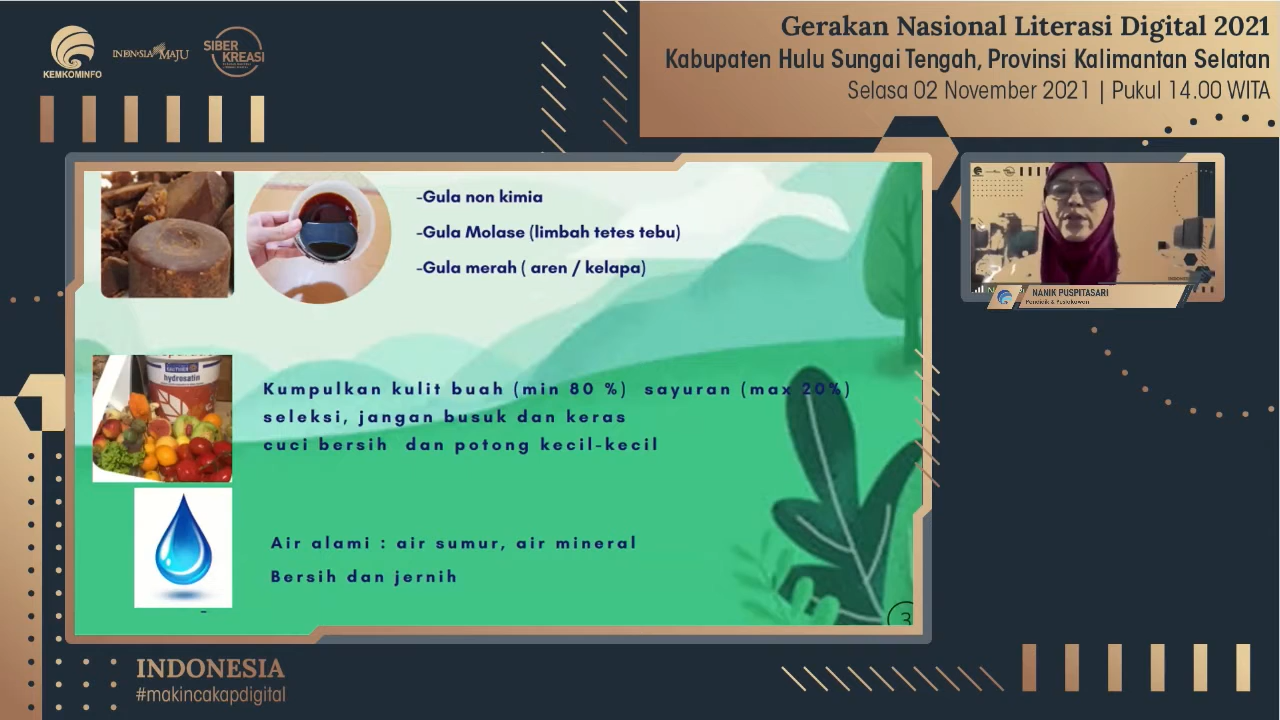 KEMKOMINFO
INDONESIA MAJU
SIBER
KREASI
Gerakan Nasional Literasi Digital 2021
Kabupaten Hulu Sungai Tengah, Provinsi Kalimantan Selatan
Selasa 02 November 2021 | Pukul 14.00 WITA
-Gula non kimia
-Gula Molase (limbah tetes tebu)
-Gula merah ( aren / kelapa)
hydrosatin
Kumpulkan kulit buah (min 80 %) sayuran (max 20%)
seleksi, jangan busuk dan keras
cuci bersih dan potong kecil-kecil
Air alami : air sumur, air mineral
Bersih dan jernih
3
NANIK PUSPITASARI
Pendidik & Pustakawan
INDONESIA
#makincakapdigital